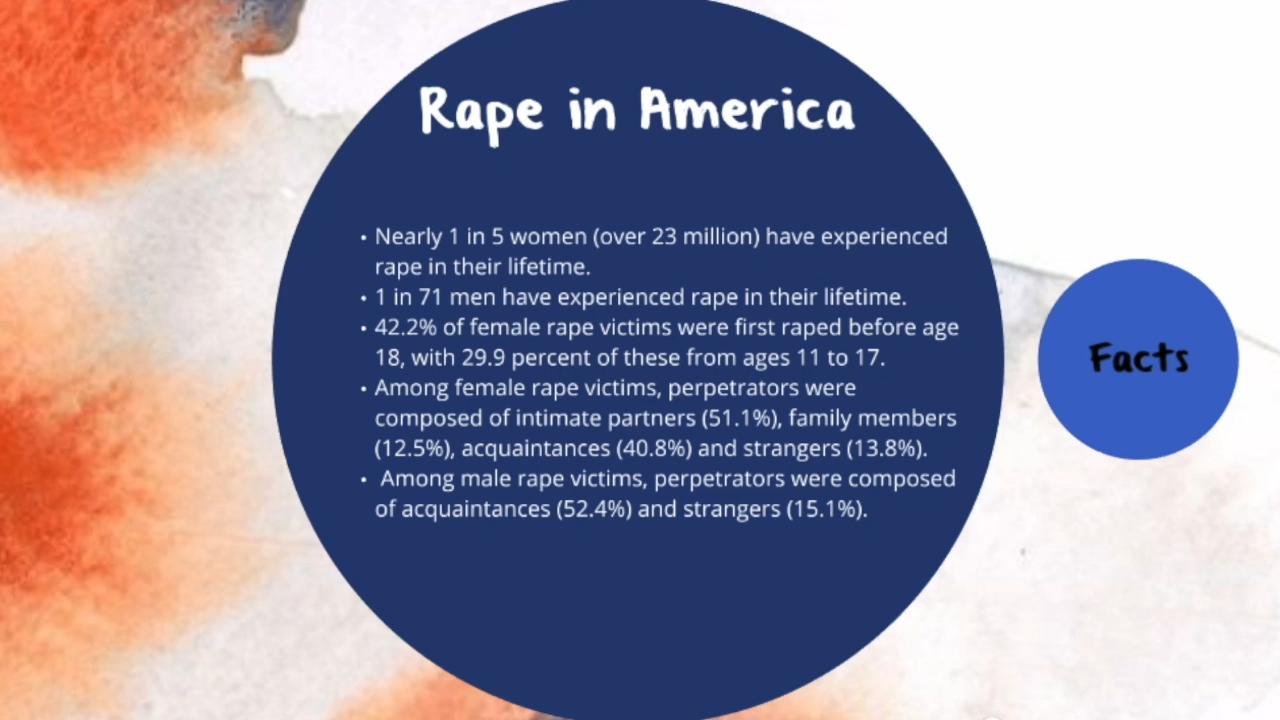 Rape in America
• Nearly 1 in 5 women (over 23 million) have experienced
rape in their lifetime.
• 1 in 71 men have experienced rape in their lifetime.
• 42.2% of female rape victims were first raped before age
18, with 29.9 percent of these from ages 11 to 17.
• Among female rape victims, perpetrators were
composed of intimate partners (51.1%), family members
(12.5%), acquaintances (40.8%) and strangers (13.8%).
• Among male rape victims, perpetrators were composed
of acquaintances (52.4%) and strangers (15.1%).
Facts